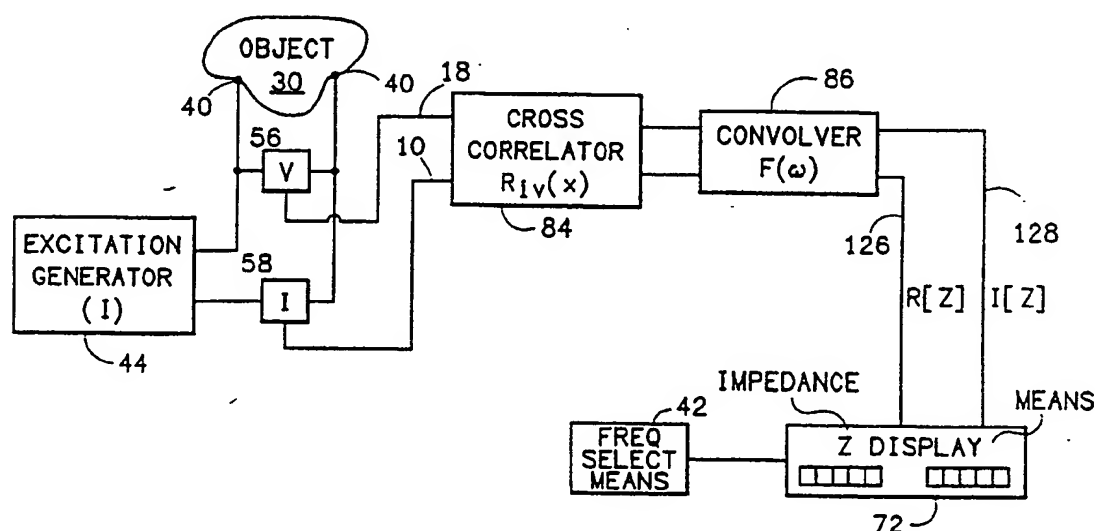 OBJECT
30
40
40
18
86
56
10
V
CROSS
CORRELATOR
R_Iv(x)
84
CONVOLVER
F(ω)
EXCITATION
GENERATOR
(I)
44
58
I
126
128
R[Z]
I[Z]
IMPEDANCE
MEANS
42
FREQ
SELECT
MEANS
Z DISPLAY
72